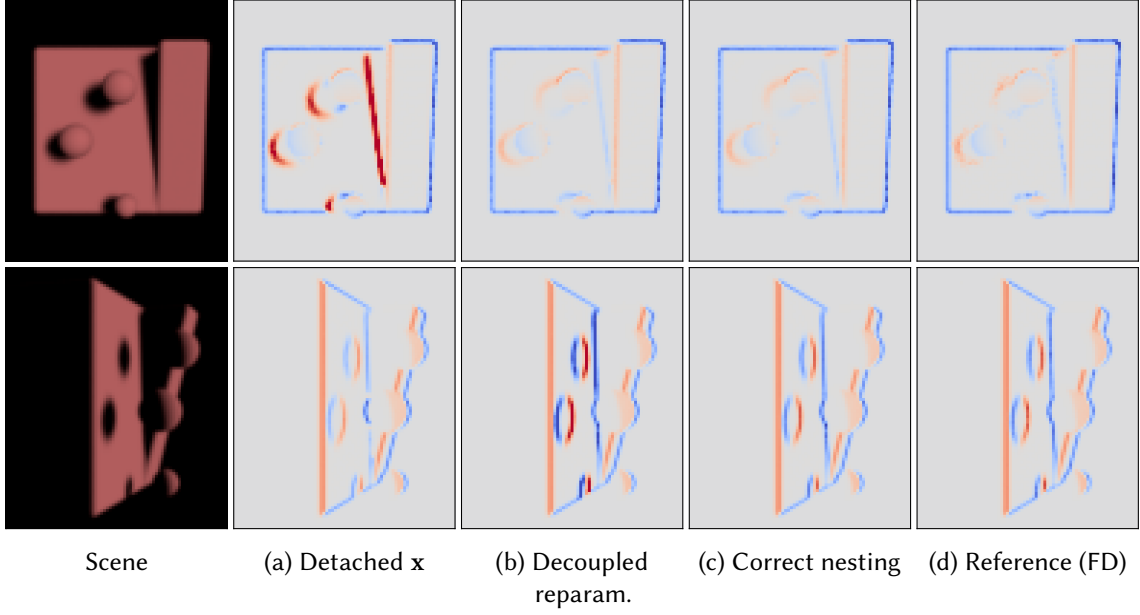 Scene
(a) Detached x
(b) Decoupled
reparam.
(c) Correct nesting
(d) Reference (FD)